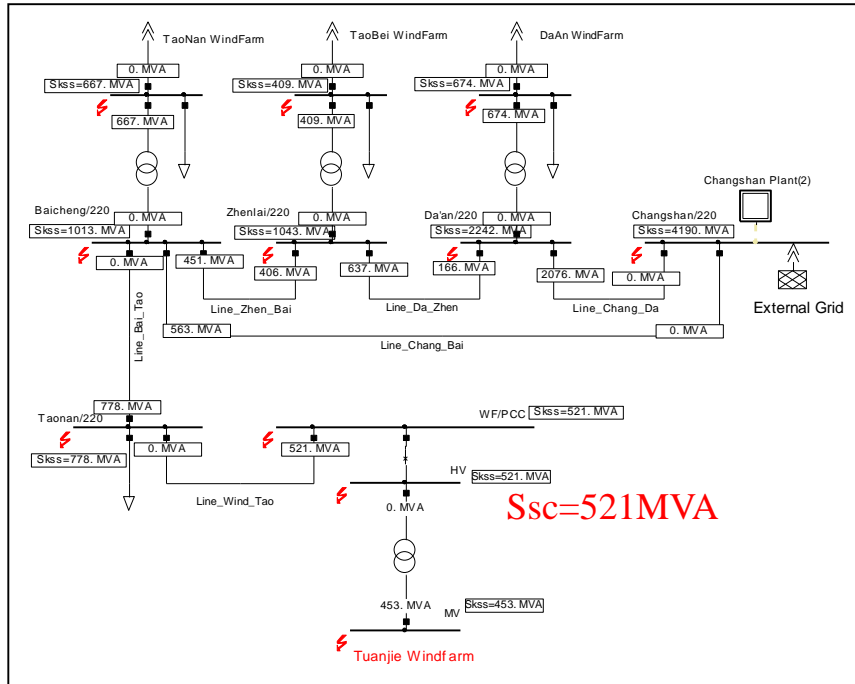 TaoNan WindFarm
TaoBei WindFarm
DaAn WindFarm
0. MVA
0. MVA
0. MVA
Skss=667. MVA
Skss=409. MVA
Skss=674. MVA
667. MVA
409. MVA
674. MVA
Changshan Plant(2)
Baicheng/220
0. MVA
Zhenlai/220
0. MVA
Da'an/220
0. MVA
Changshan/220
Skss=1013. MVA
Skss=1043. MVA
Skss=2242. MVA
Skss=4190. MVA
0. MVA
451. MVA
406. MVA
637. MVA
166. MVA
2076. MVA
0. MVA
Line_Zhen_Bai
Line_Da_Zhen
Line_Chang_Da
External Grid
Line_Bai_Tao
563. MVA
0. MVA
Line_Chang_Bai
778. MVA
Taonan/220
WF/PCC
Skss=521. MVA
Skss=778. MVA
0. MVA
521. MVA
HV
Skss=521. MVA
Line_Wind_Tao
0. MVA
Ssc=521MVA
453. MVA
MV
Skss=453. MVA
Tuanjie Windfarm